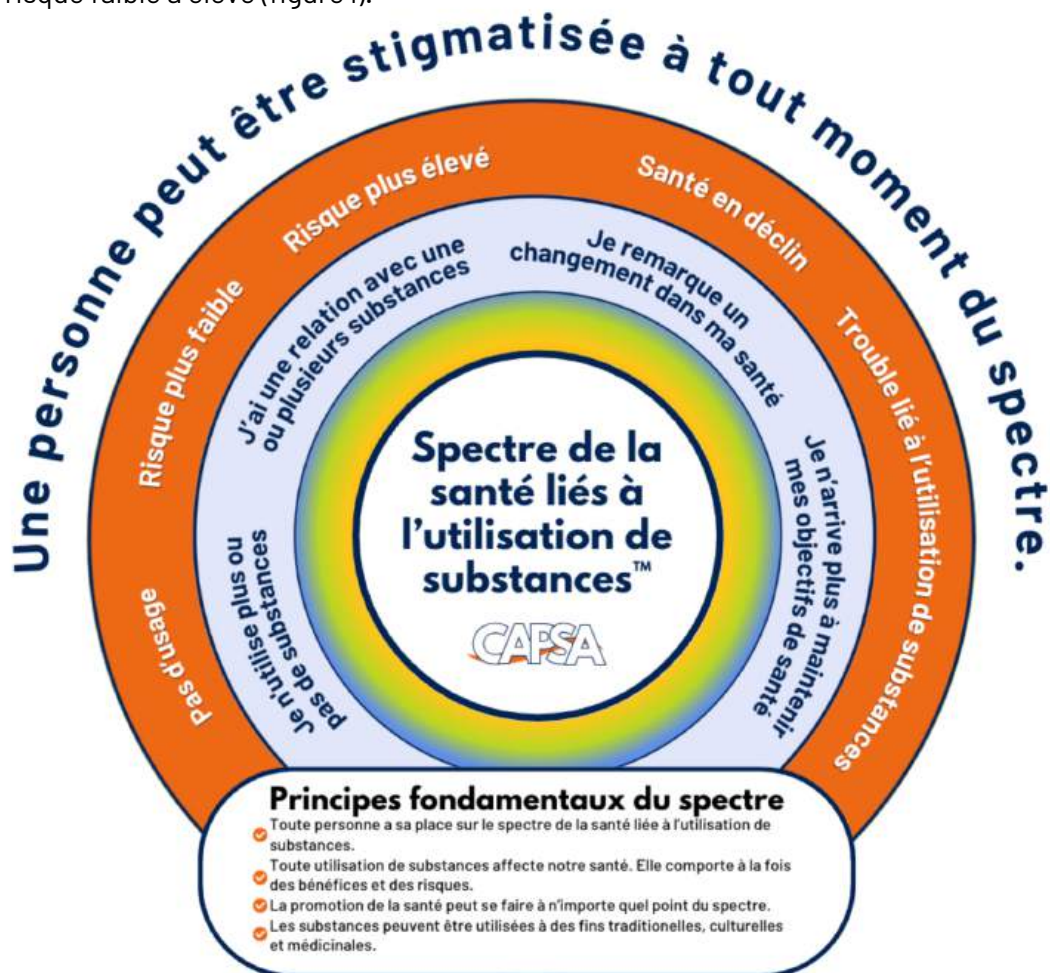 risque faible à élevé (figure 1).
Une personne peut être stigmatisée à tout moment du spectre.
Pas d'usage
Risque plus faible
Risque plus élevé
Santé en déclin
Trouble lié à l'utilisation de substances
Je n'utilise plus ou
pas de substances
J'ai une relation avec une
ou plusieurs substances
Je remarque un
changement dans ma santé
Je n'arrive plus à maintenir
mes objectifs de santé
Spectre de la
santé liés à
l'utilisation de
substances™
CAPSA
Principes fondamentaux du spectre
Toute personne a sa place sur le spectre de la santé liée à l'utilisation de
substances.
Toute utilisation de substances affecte notre santé. Elle comporte à la fois
des bénéfices et des risques.
La promotion de la santé peut se faire à n'importe quel point du spectre.
Les substances peuvent être utilisées à des fins traditionelles, culturelles
et médicinales.